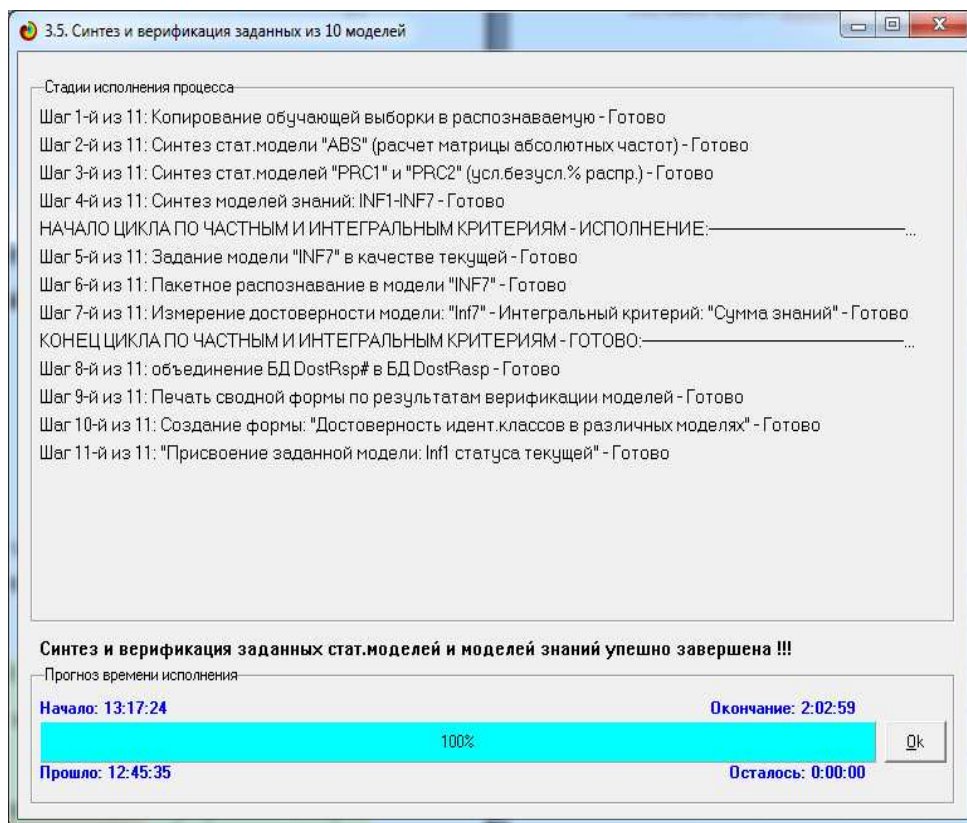 3.5. Синтез и верификация заданных из 10 моделей
Стадии исполнения процесса
Шаг 1-й из 11: Копирование обучающей выборки в распознаваемую - Готово
Шаг 2-й из 11: Синтез стат.модели "ABS" (расчет матрицы абсолютных частот) - Готово
Шаг 3-й из 11: Синтез стат.моделей "PRC1" и "PRC2" (усл.безусл.% распр.) - Готово
Шаг 4-й из 11: Синтез моделей знаний: INF1-INF7 - Готово
НАЧАЛО ЦИКЛА ПО ЧАСТНЫМ И ИНТЕГРАЛЬНЫМ КРИТЕРИЯМ - ИСПОЛНЕНИЕ:————————...
Шаг 5-й из 11: Задание модели "INF7" в качестве текущей - Готово
Шаг 6-й из 11: Пакетное распознавание в модели "INF7" - Готово
Шаг 7-й из 11: Измерение достоверности модели: "Inf7" - Интегральный критерий: "Сумма знаний" - Готово
КОНЕЦ ЦИКЛА ПО ЧАСТНЫМ И ИНТЕГРАЛЬНЫМ КРИТЕРИЯМ - ГОТОВО:————————...
Шаг 8-й из 11: объединение БД DostRsp# в БД DostRasp - Готово
Шаг 9-й из 11: Печать сводной формы по результатам верификации моделей - Готово
Шаг 10-й из 11: Создание формы: "Достоверность идент.классов в различных моделях" - Готово
Шаг 11-й из 11: "Присвоение заданной модели: Inf1 статуса текущей" - Готово
Синтез и верификация заданных стат.моделей и моделей знаний упешно завершена !!!
Прогноз времени исполнения
Начало: 13:17:24 Окончание: 2:02:59
100% Ok
Прошло: 12:45:35 Осталось: 0:00:00